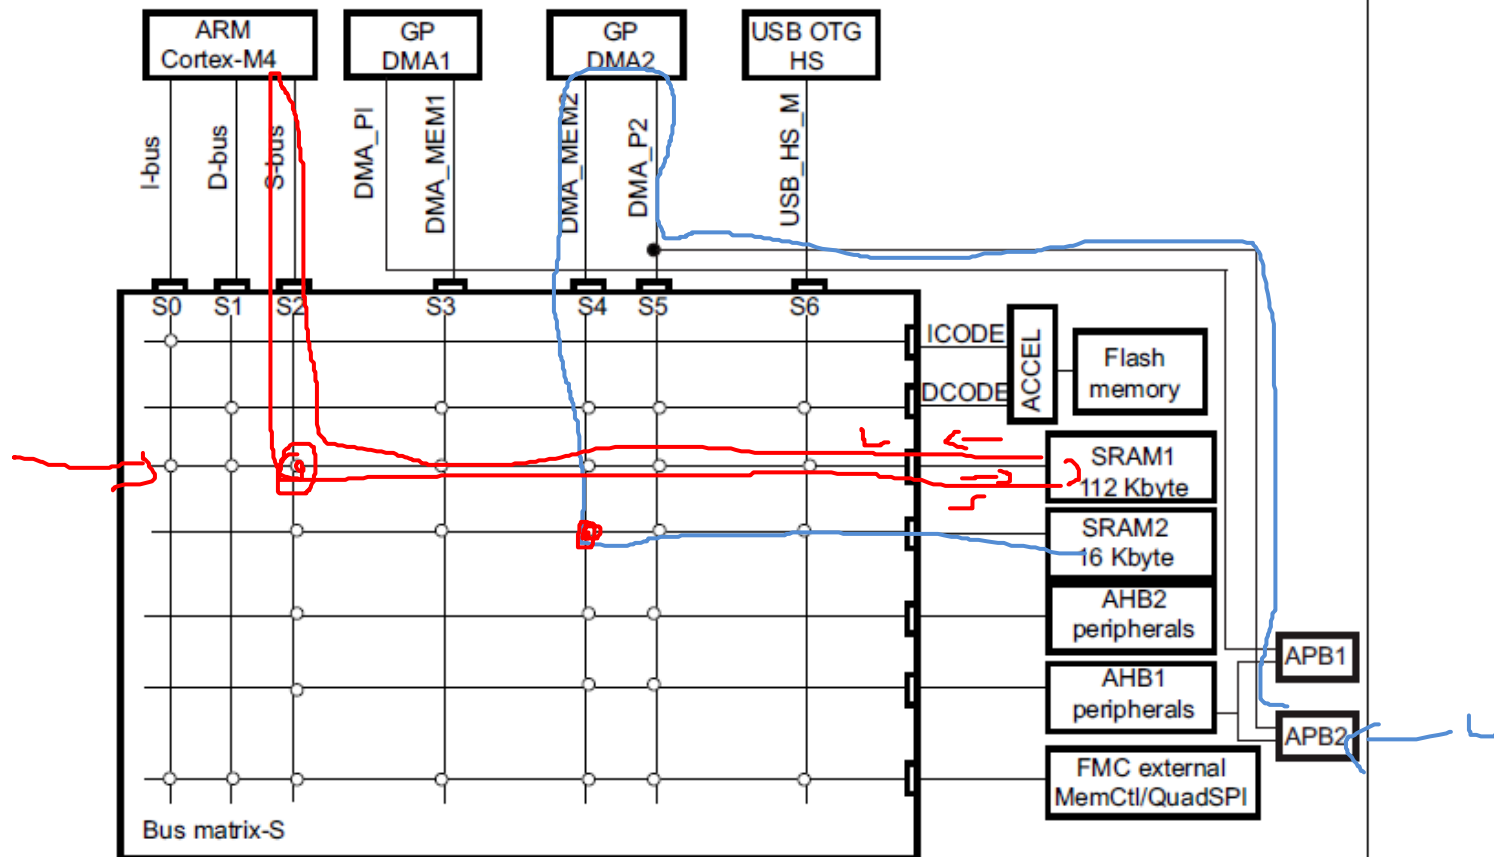 ARM
Cortex-M4
GP
DMA1
GP
DMA2
USB OTG
HS
I-bus
D-bus
S-bus
DMA_PI
DMA_MEM1
DMA_MEM2
DMA_P2
USB_HS_M
S0 S1 S2 S3 S4 S5 S6
ICODE
DCODE
ACCEL
Flash
memory
SRAM1
112 Kbyte
SRAM2
16 Kbyte
AHB2
peripherals
AHB1
peripherals
APB1
APB2
FMC external
MemCtl/QuadSPI
Bus matrix-S